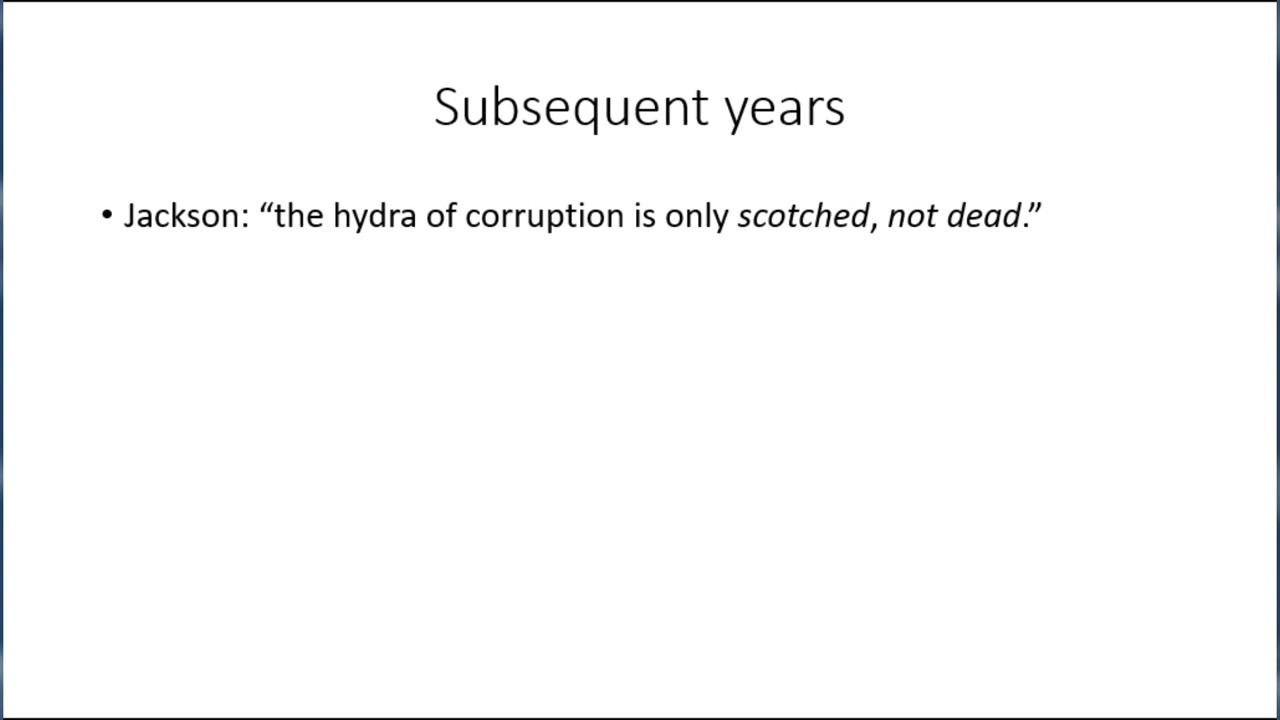 Subsequent years
• Jackson: “the hydra of corruption is only scotched, not dead.”